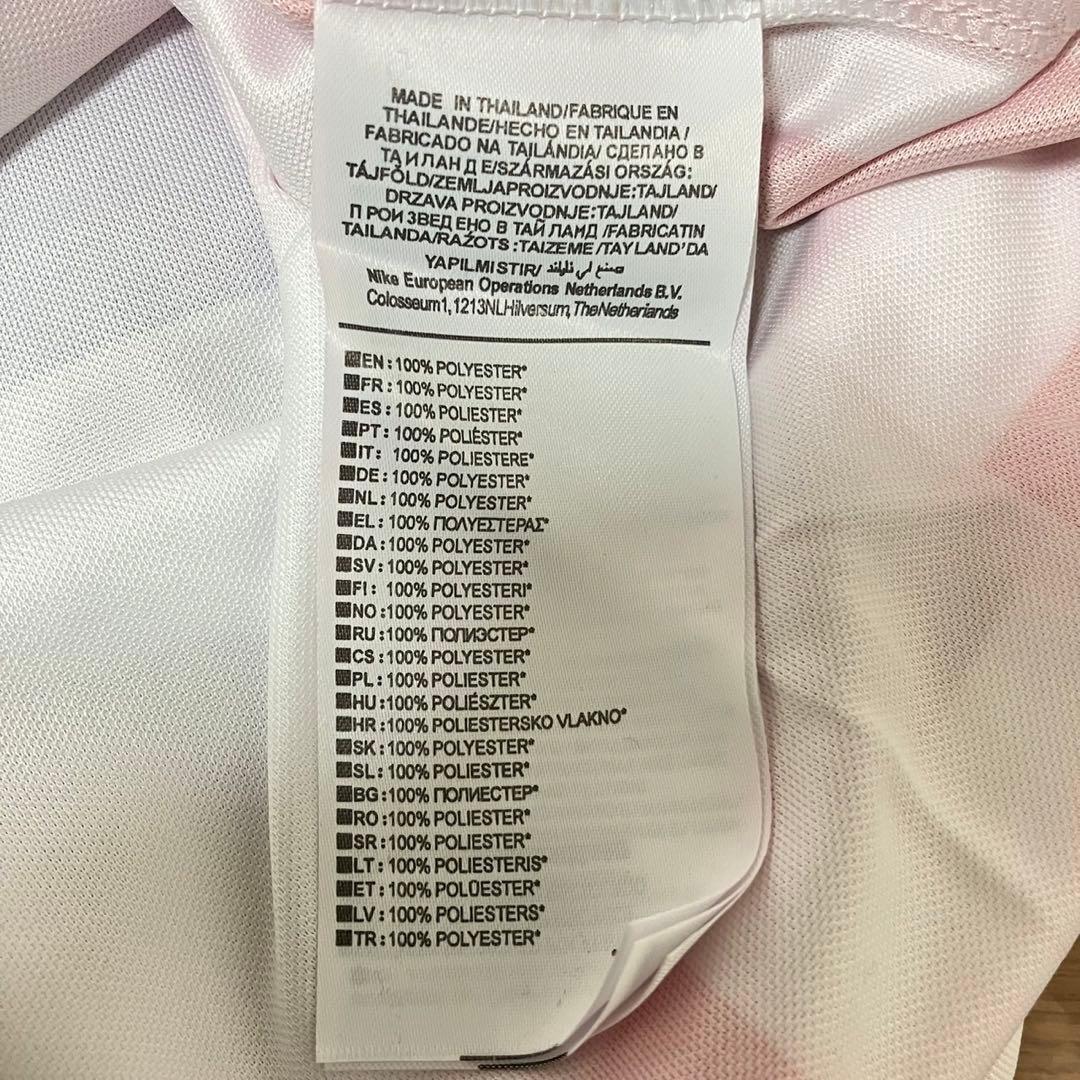 MADE IN THAILAND/FABRIQUE EN
THAILANDE/HECHO EN TAILANDIA /
FABRICADO NA TAJLÁNDIA/ СДЕЛАНО В
ТА И ЛАН Д Е/SZÁRMAZÁSI ORSZÁG:
TÁJFÖLD/ZEMLJAPROIZVODNJE:TAJLAND/
DRZAVA PROIZVODNJE:TAJLAND/
П РОИ ЗВЕД ЕНО В ТАЙ ЛАНД /FABRICATIN
TAILANDA/RAŽOTS :TAIZEME /TAY LAND'DA
YAPILMISTIR/ صنع لي تايلند
Nike European Operations Netherlands B.V.
Colosseum1, 1213NLHilversum, TheNetherlands
EN : 100% POLYESTER*
FR : 100% POLYESTER*
ES : 100% POLIESTER*
PT : 100% POLIÉSTER*
IT : 100% POLIESTERE*
DE : 100% POLYESTER*
NL : 100% POLYESTER*
EL : 100% ΠΟΛΥΕΣΤΕΡΑΣ*
DA : 100% POLYESTER*
SV : 100% POLYESTER*
FI : 100% POLYESTERI*
NO : 100% POLYESTER*
RU : 100% ПОЛИЭСТЕР*
CS : 100% POLYESTER*
PL : 100% POLIESTER*
HU : 100% POLIÉSZTER*
HR : 100% POLIESTERSKO VLAKNO*
SK : 100% POLYESTER*
SL : 100% POLIESTER*
BG : 100% ПОЛИЕСТЕР*
RO : 100% POLIESTER*
SR : 100% POLIESTER*
LT : 100% POLIESTERIS*
ET : 100% POLÜESTER*
LV : 100% POLIESTERS*
TR : 100% POLYESTER*